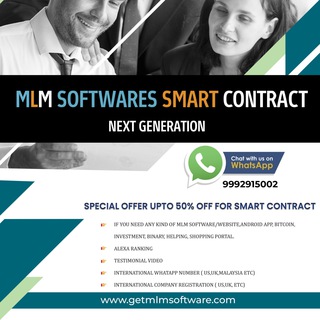 MLM SOFTWARES SMART CONTRACT
NEXT GENERATION
Chat with us on
WhatsApp
9992915002
SPECIAL OFFER UPTO 50% OFF FOR SMART CONTRACT
IF YOU NEED ANY KIND OF MLM SOFTWARE/WEBSITE,ANDROID APP, BITCOIN,
INVESTMENT, BINARY, HELPING, SHOPPING PORTAL.
ALEXA RANKING
TESTIMONIAL VIDEO
INTERNATIONAL WHATAPP NUMBER ( US,UK,MALAYSIA ETC)
INTERNATIONAL COMPANY REGISTRATION ( US,UK, ETC)
www.getmlmsoftware.com